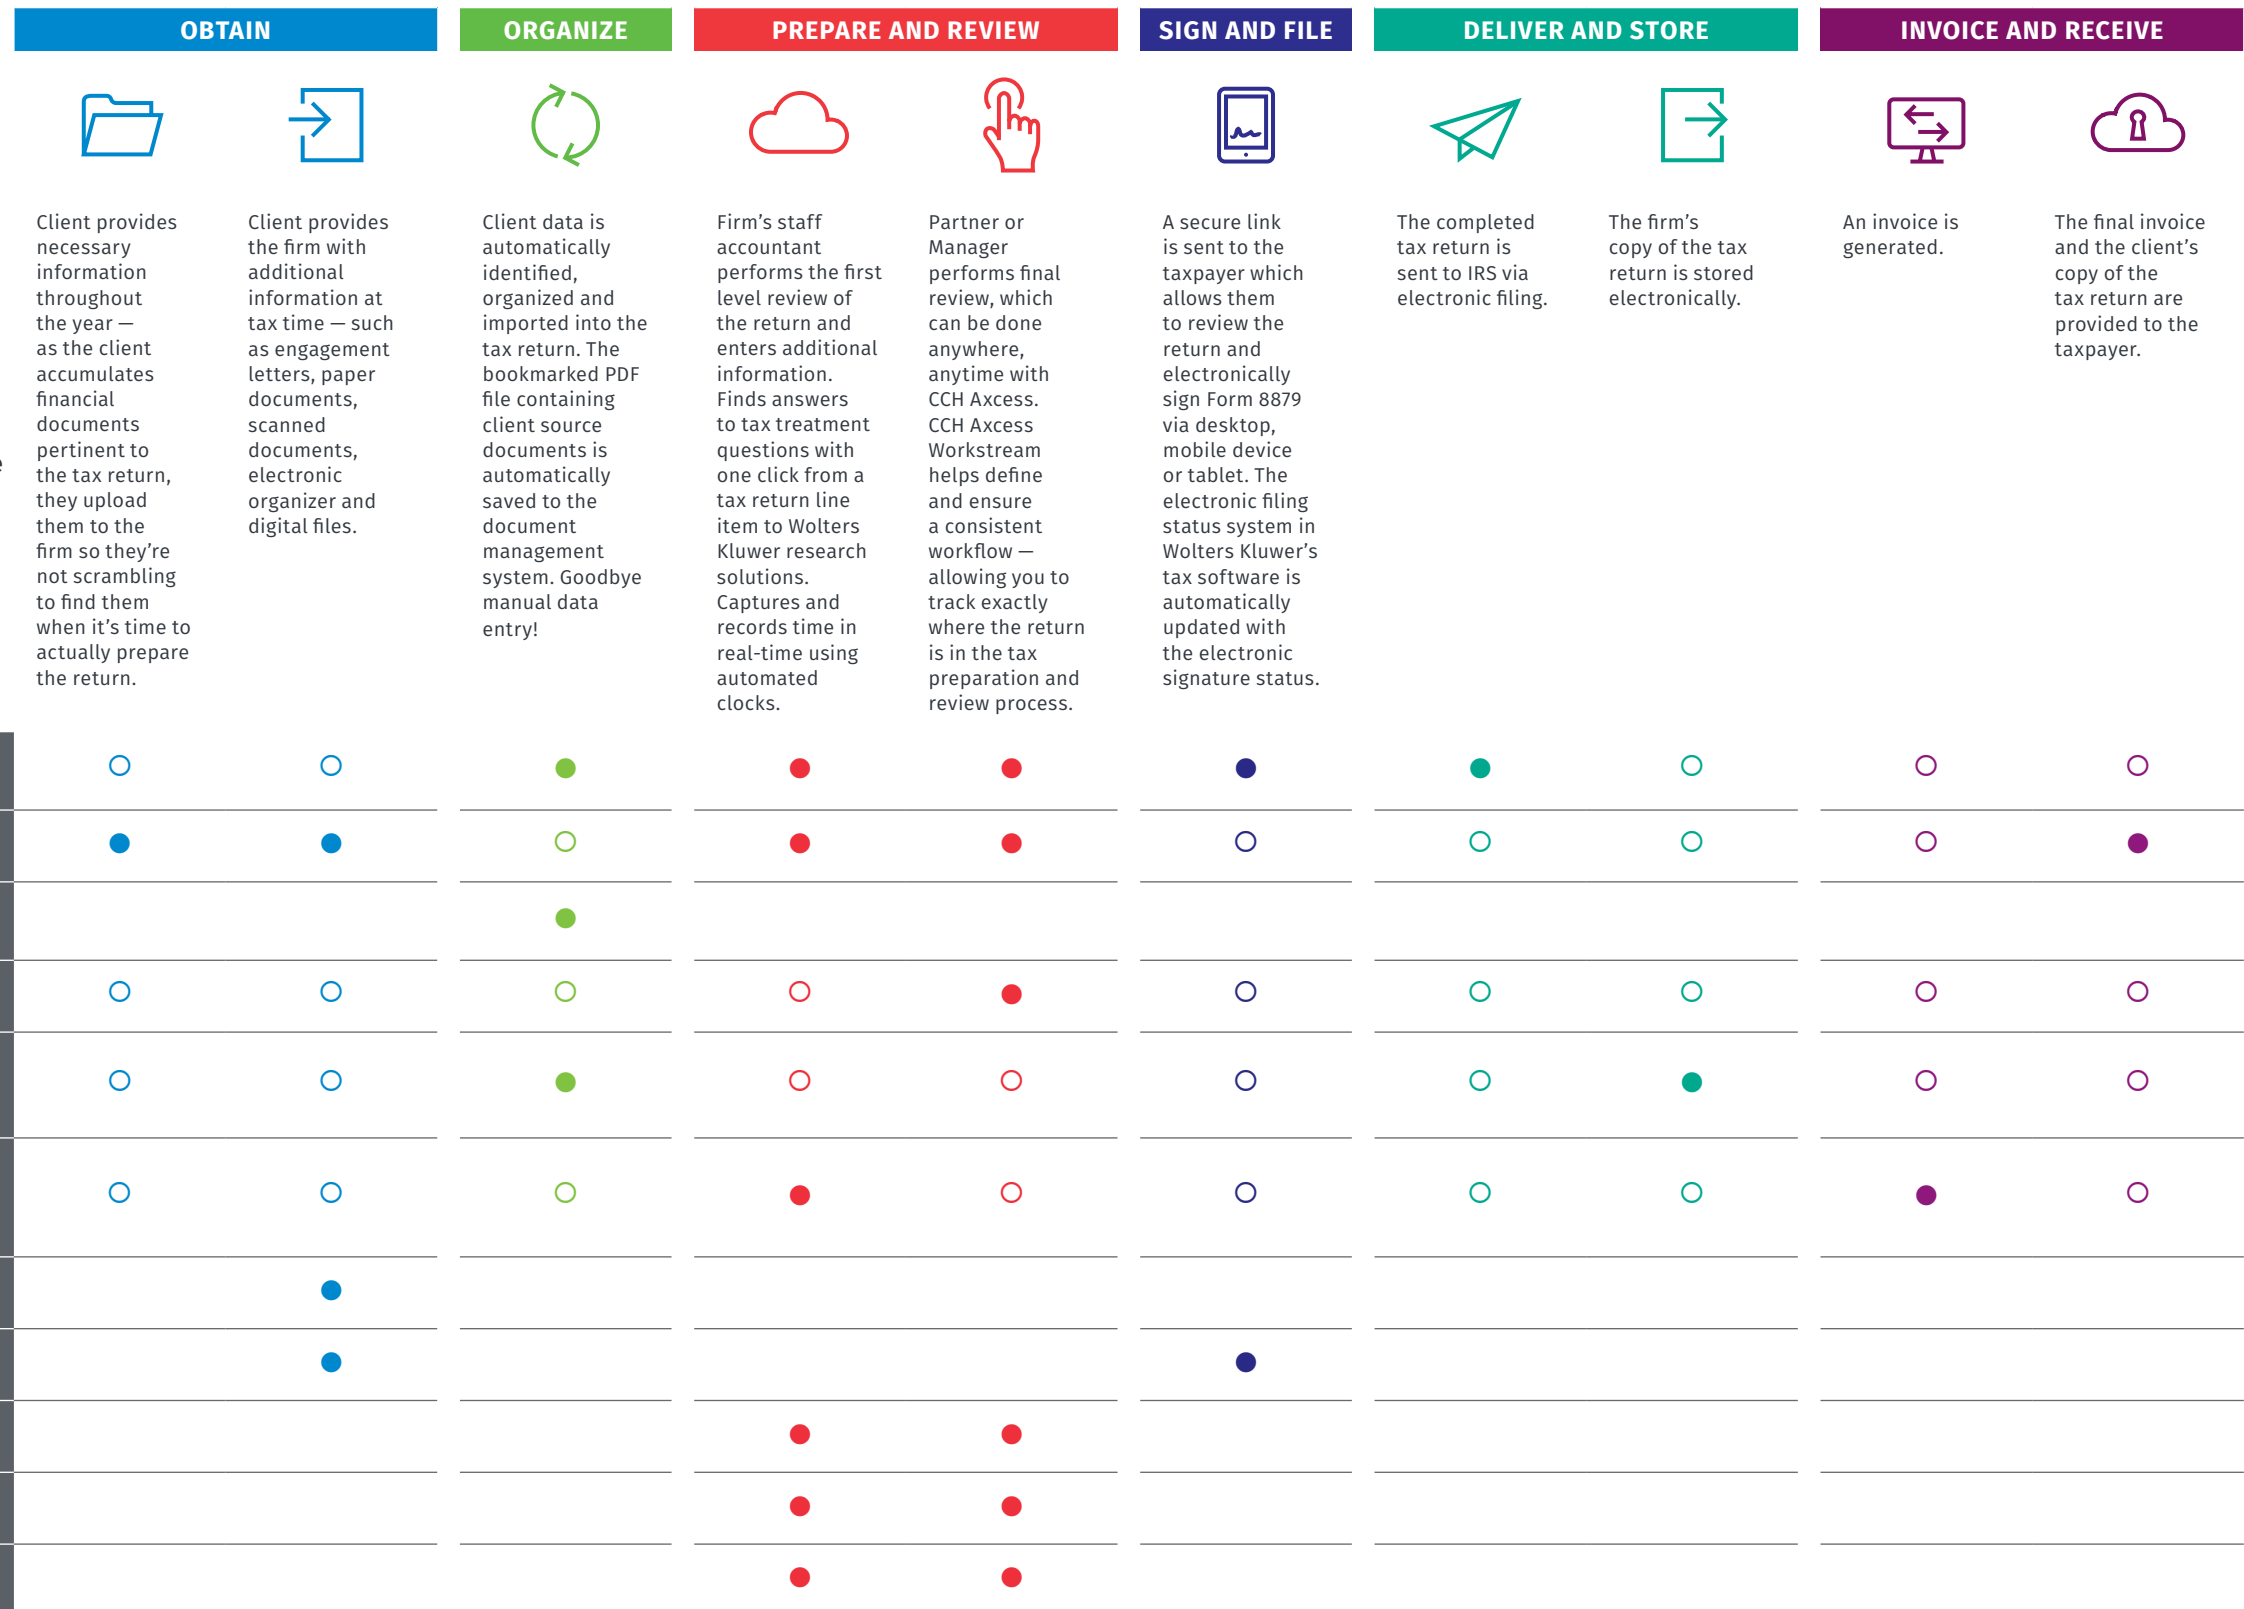 OBTAIN
ORGANIZE
PREPARE AND REVIEW
SIGN AND FILE
DELIVER AND STORE
INVOICE AND RECEIVE
Client provides
necessary
information
throughout
the year —
as the client
accumulates
financial
documents
pertinent to
the tax return,
they upload
them to the
firm so they’re
not scrambling
to find them
when it’s time to
actually prepare
the return.
Client provides
the firm with
additional
information at
tax time — such
as engagement
letters, paper
documents,
scanned
documents,
electronic
organizer and
digital files.
Client data is
automatically
identified,
organized and
imported into the
tax return. The
bookmarked PDF
file containing
client source
documents is
automatically
saved to the
document
management
system. Goodbye
manual data
entry!
Firm’s staff
accountant
performs the first
level review of
the return and
enters additional
information.
Finds answers
to tax treatment
questions with
one click from a
tax return line
item to Wolters
Kluwer research
solutions.
Captures and
records time in
real-time using
automated
clocks.
Partner or
Manager
performs final
review, which
can be done
anywhere,
anytime with
CCH Axcess.
CCH Axcess
Workstream
helps define
and ensure
a consistent
workflow —
allowing you to
track exactly
where the return
is in the tax
preparation and
review process.
A secure link
is sent to the
taxpayer which
allows them
to review the
return and
electronically
sign Form 8879
via desktop,
mobile device
or tablet. The
electronic filing
status system in
Wolters Kluwer’s
tax software is
automatically
updated with
the electronic
signature status.
The completed
tax return is
sent to IRS via
electronic filing.
The firm’s
copy of the tax
return is stored
electronically.
An invoice is
generated.
The final invoice
and the client’s
copy of the
tax return are
provided to the
taxpayer.